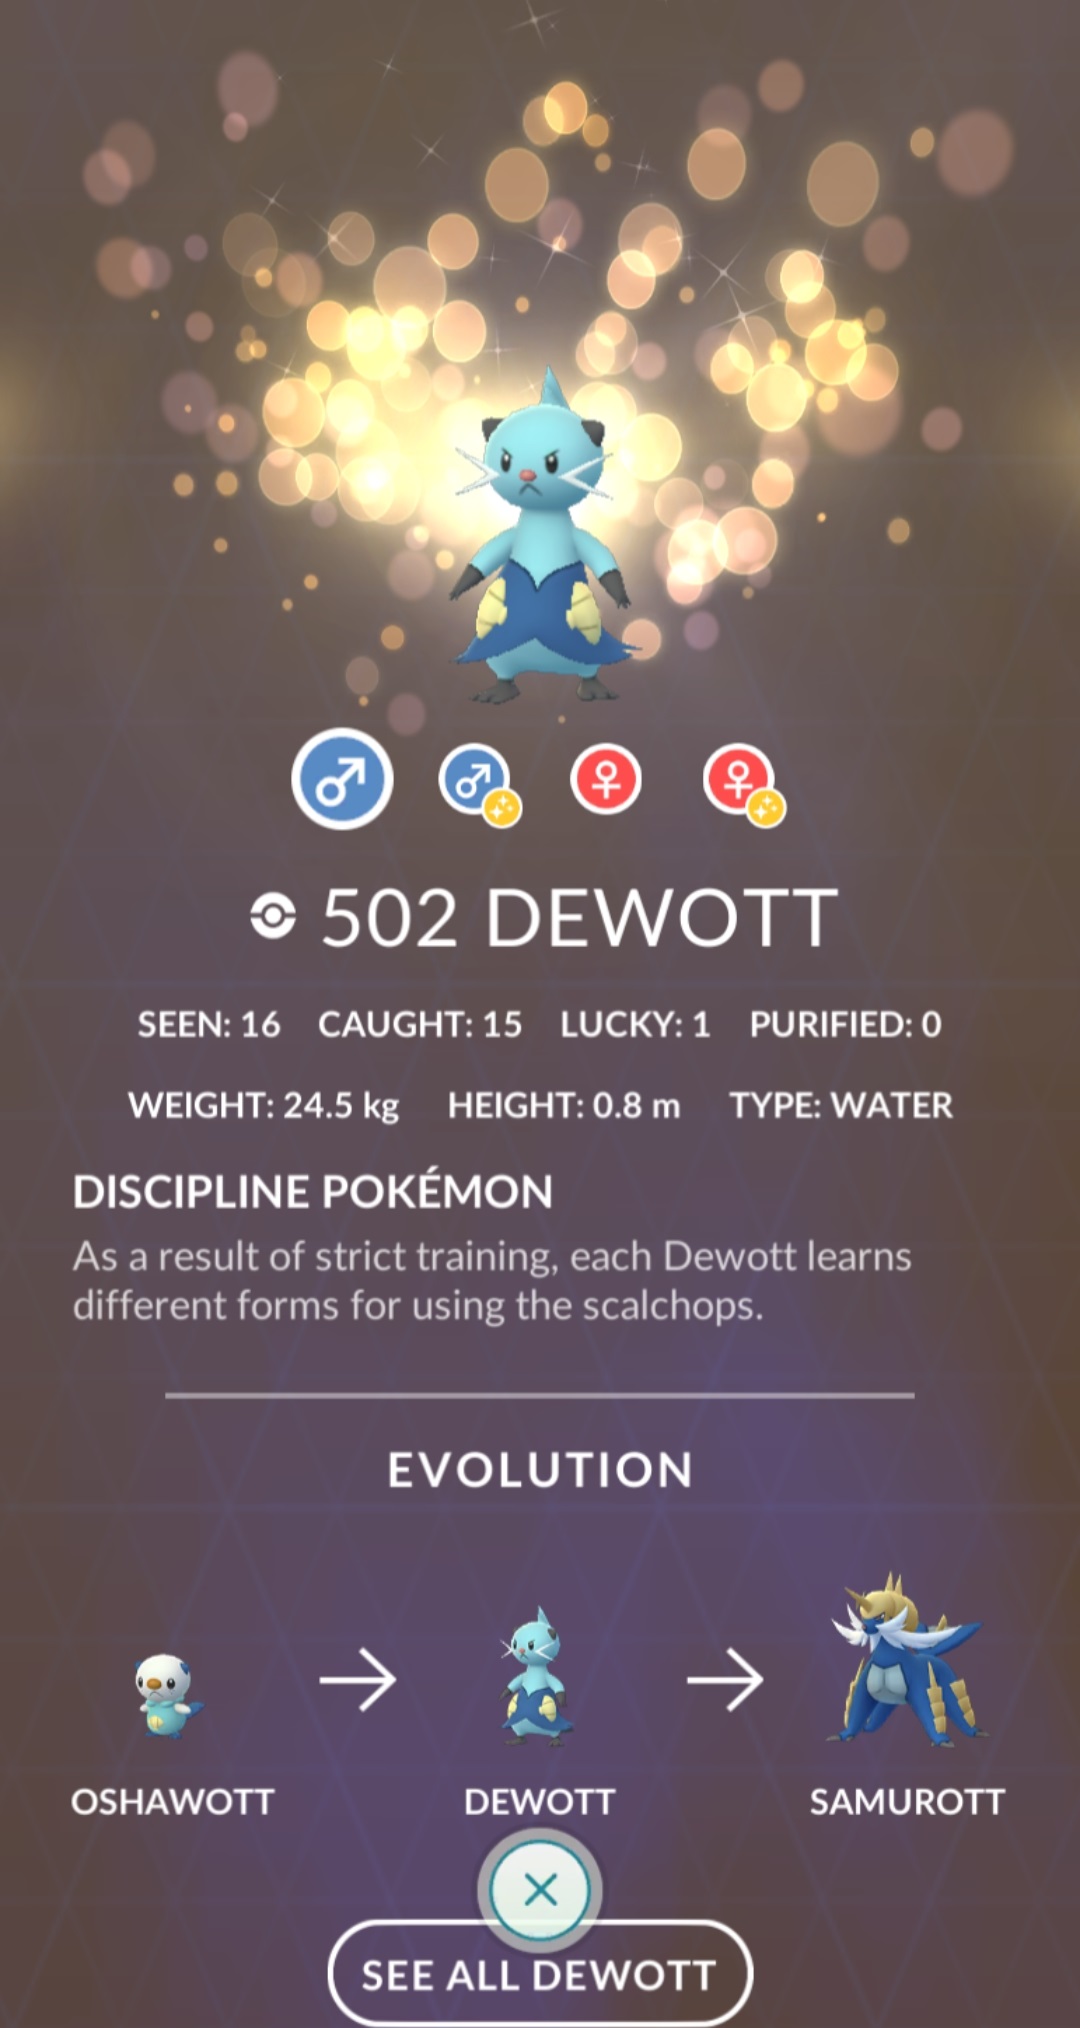 502 DEWOTT
SEEN: 16 CAUGHT: 15 LUCKY: 1 PURIFIED: 0
WEIGHT: 24.5 kg HEIGHT: 0.8 m TYPE: WATER
DISCIPLINE POKÉMON
As a result of strict training, each Dewott learns
different forms for using the scalchops.
EVOLUTION
OSHAWOTT DEWOTT SAMUROTT
SEE ALL DEWOTT